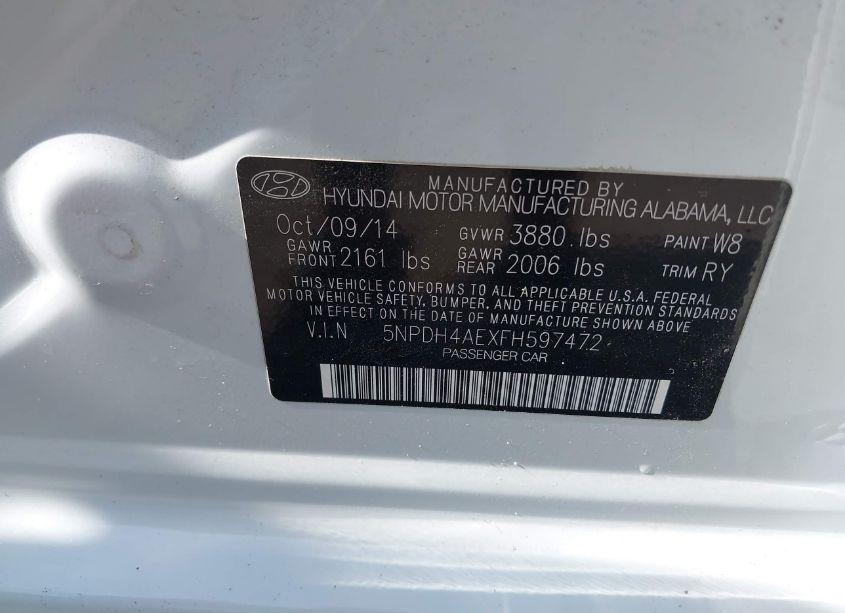 MANUFACTURED BY
HYUNDAI MOTOR MANUFACTURING ALABAMA, LLC
Oct/09/14 GVWR 3880 lbs PAINT W8
GAWR FRONT 2161 lbs GAWR REAR 2006 lbs TRIM RY
THIS VEHICLE CONFORMS TO ALL APPLICABLE U.S.A. FEDERAL
MOTOR VEHICLE SAFETY, BUMPER, AND THEFT PREVENTION STANDARDS
IN EFFECT ON THE DATE OF MANUFACTURE SHOWN ABOVE
V.I.N 5NPDH4AEXFH597472
PASSENGER CAR